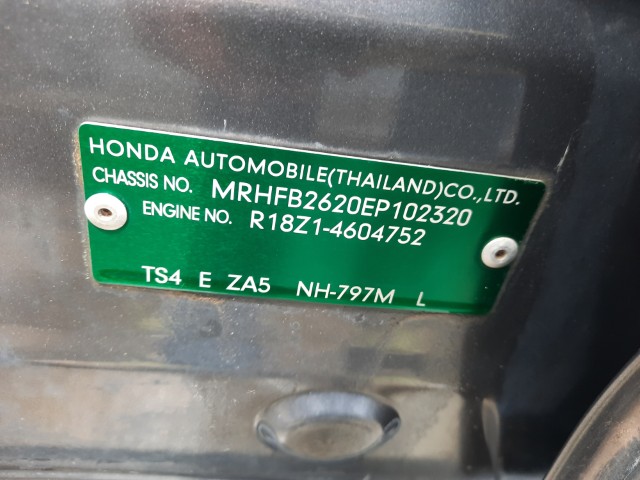 HONDA AUTOMOBILE(THAILAND)CO.,LTD.
CHASSIS NO. MRHFB2620EP102320
ENGINE NO. R18Z1-4604752
TS4 E ZA5 NH-797M L